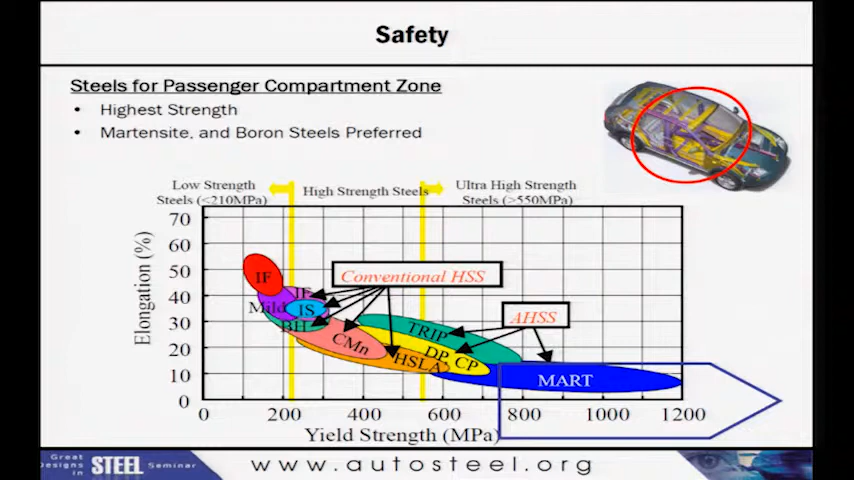 Safety
Steels for Passenger Compartment Zone
• Highest Strength
• Martensite, and Boron Steels Preferred
Low Strength
Steels (<210MPa)
High Strength Steels
Ultra High Strength
Steels (>550MPa)
Elongation (%)
70
60
50
40
30
20
10
0
IF
IF
Mild
IS
BH
CMn
HSLA
TRIP
DP, CP
MART
Conventional HSS
AHSS
0
200
400
600
800
1000
1200
Yield Strength (MPa)
Great
Designs
in
STEEL
Seminar
www.autosteel.org